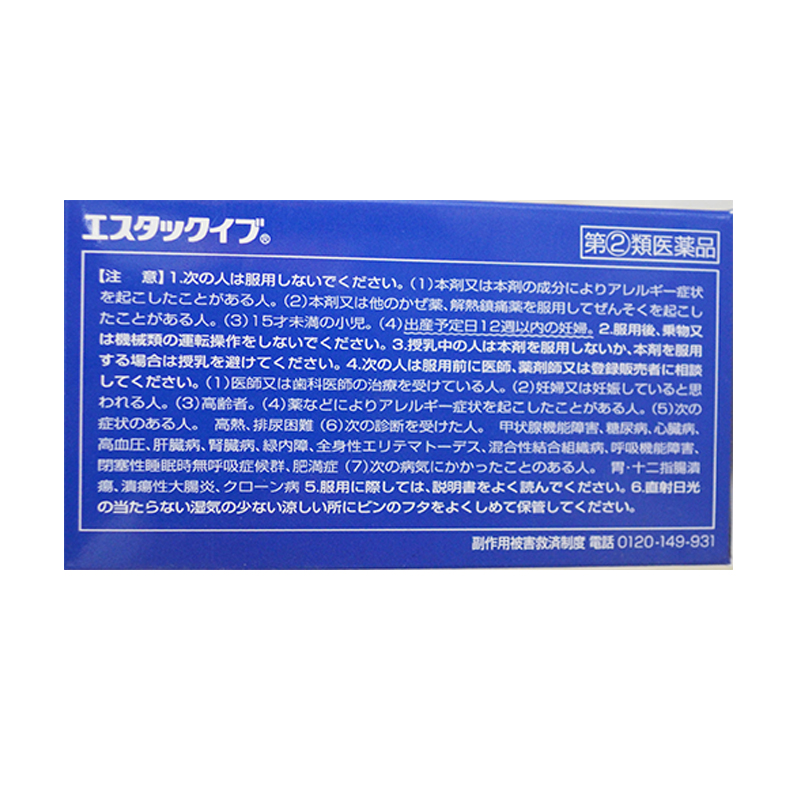 エスタックイブ®
指②類医薬品
【注 意】1.次の人は服用しないでください。(1)本剤又は本剤の成分によりアレルギー症状
を起こしたことがある人。(2)本剤又は他のかぜ薬、解熱鎮痛薬を服用してぜんそくを起こし
たことがある人。(3)15才未満の小児。(4)出産予定日12週以内の妊婦。2.服用後、乗物又
は機械類の運転操作をしないでください。3.授乳中の人は本剤を服用しないか、本剤を服用
する場合は授乳を避けてください。4.次の人は服用前に医師、薬剤師又は登録販売者に相談
してください。(1)医師又は歯科医師の治療を受けている人。(2)妊婦又は妊娠していると思
われる人。(3)高齢者。(4)薬などによりアレルギー症状を起こしたことがある人。(5)次の
症状のある人。 高熱、排尿困難 (6)次の診断を受けた人。 甲状腺機能障害、糖尿病、心臓病、
高血圧、肝臓病、腎臓病、緑内障、全身性エリテマトーデス、混合性結合組織病、呼吸機能障害、
閉塞性睡眠時無呼吸症候群、肥満症 (7)次の病気にかかったことのある人。 胃・十二指腸潰
瘍、潰瘍性大腸炎、クローン病 5.服用に際しては、説明書をよく読んでください。6.直射日光
の当たらない湿気の少ない涼しい所にビンのフタをよくしめて保管してください。
副作用被害救済制度 電話 0120-149-931